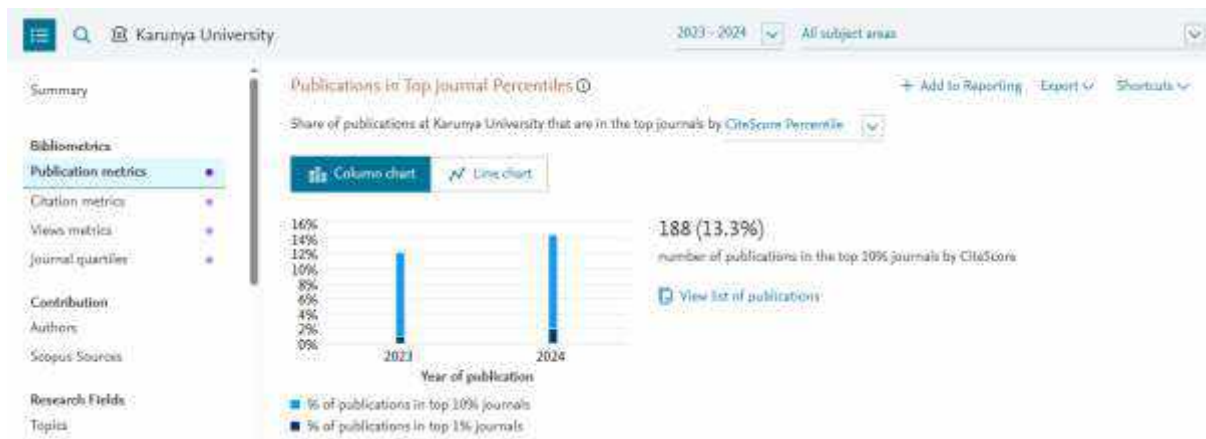 Karunya University
2023 - 2024
All subject areas
Summary
Bibliometrics
Publication metrics
Citation metrics
Views metrics
Journal quartiles
Contribution
Authors
Scopus Sources
Research Fields
Topics
Publications in Top Journal Percentiles
+ Add to Reporting Export Shortcuts
Share of publications at Karunya University that are in the top journals by CiteScore Percentile
Column chart
Line chart
16%
14%
12%
10%
8%
6%
4%
2%
0%
2023 2024
Year of publication
% of publications in top 10% journals
% of publications in top 1% journals
188 (13.3%)
number of publications in the top 10% journals by CiteScore
View list of publications